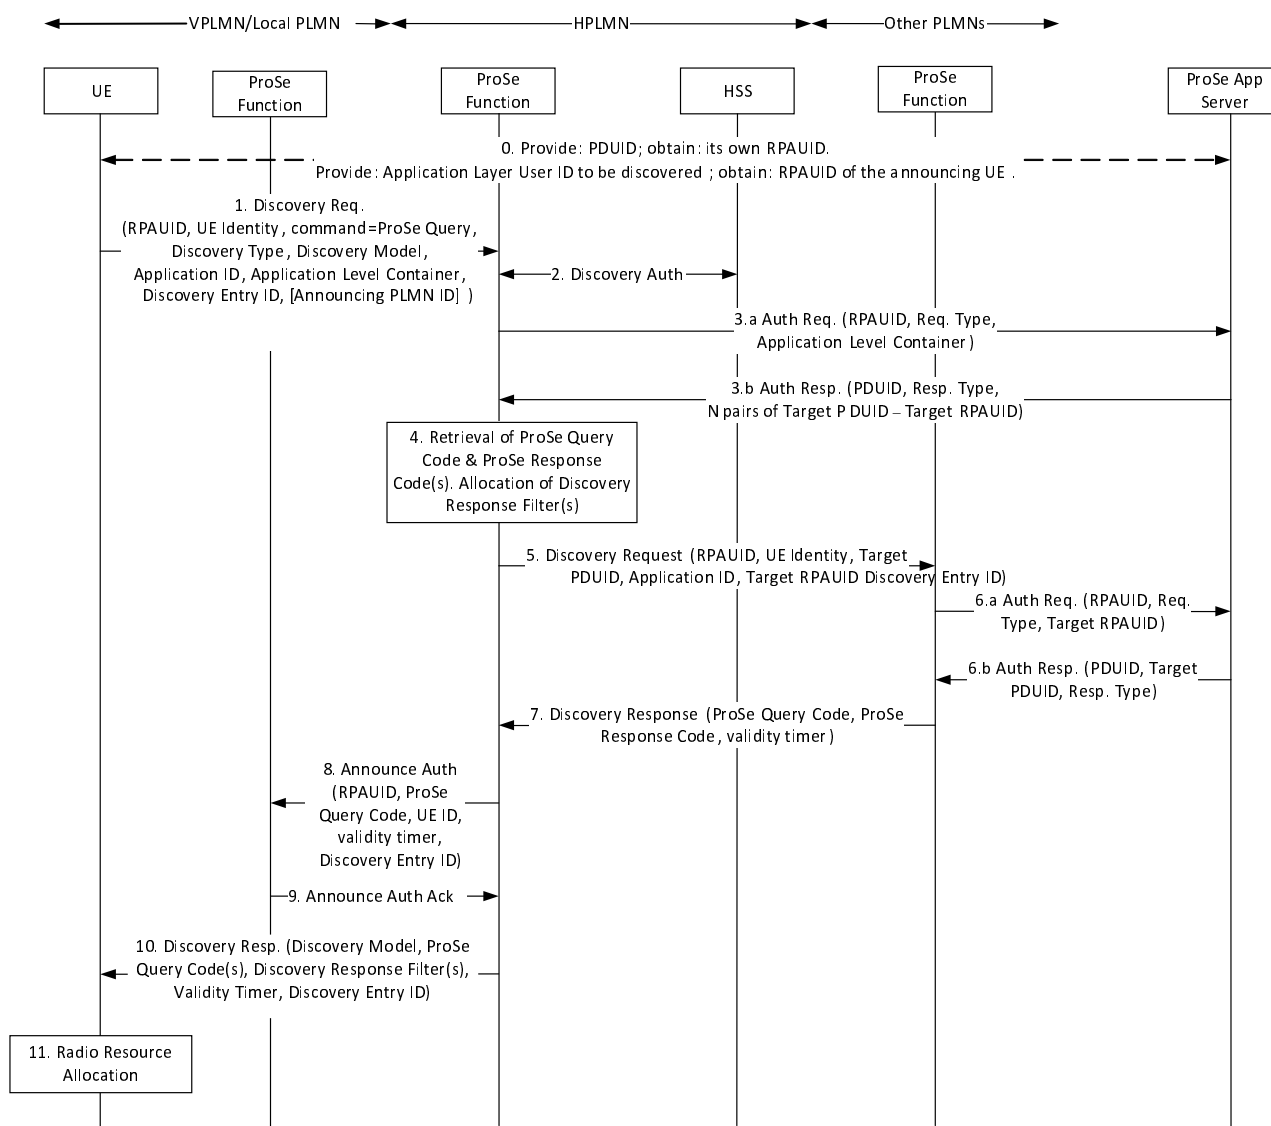 VPLMN/Local PLMN
HPLMN
Other PLMNs
UE
ProSe
Function
ProSe
Function
HSS
ProSe
Function
ProSe App
Server
0. Provide: PDUID; obtain: its own RPAUID.
Provide: Application Layer User ID to be discovered ; obtain: RPAUID of the announcing UE .
1. Discovery Req.
(RPAUID, UE Identity, command=ProSe Query,
Discovery Type, Discovery Model,
Application ID, Application Level Container,
Discovery Entry ID, [Announcing PLMN ID] )
2. Discovery Auth
3.a Auth Req. (RPAUID, Req. Type,
Application Level Container)
3.b Auth Resp. (PDUID, Resp. Type,
N pairs of Target PDUID – Target RPAUID)
4. Retrieval of ProSe Query
Code & ProSe Response
Code(s). Allocation of Discovery
Response Filter(s)
5. Discovery Request (RPAUID, UE Identity, Target
PDUID, Application ID, Target RPAUID Discovery Entry ID)
6.a Auth Req. (RPAUID, Req.
Type, Target RPAUID)
6.b Auth Resp. (PDUID, Target
PDUID, Resp. Type)
7. Discovery Response (ProSe Query Code, ProSe
Response Code, validity timer)
8. Announce Auth
(RPAUID, ProSe
Query Code, UE ID,
validity timer,
Discovery Entry ID)
9. Announce Auth Ack
10. Discovery Resp. (Discovery Model, ProSe
Query Code(s), Discovery Response Filter(s),
Validity Timer, Discovery Entry ID)
11. Radio Resource
Allocation